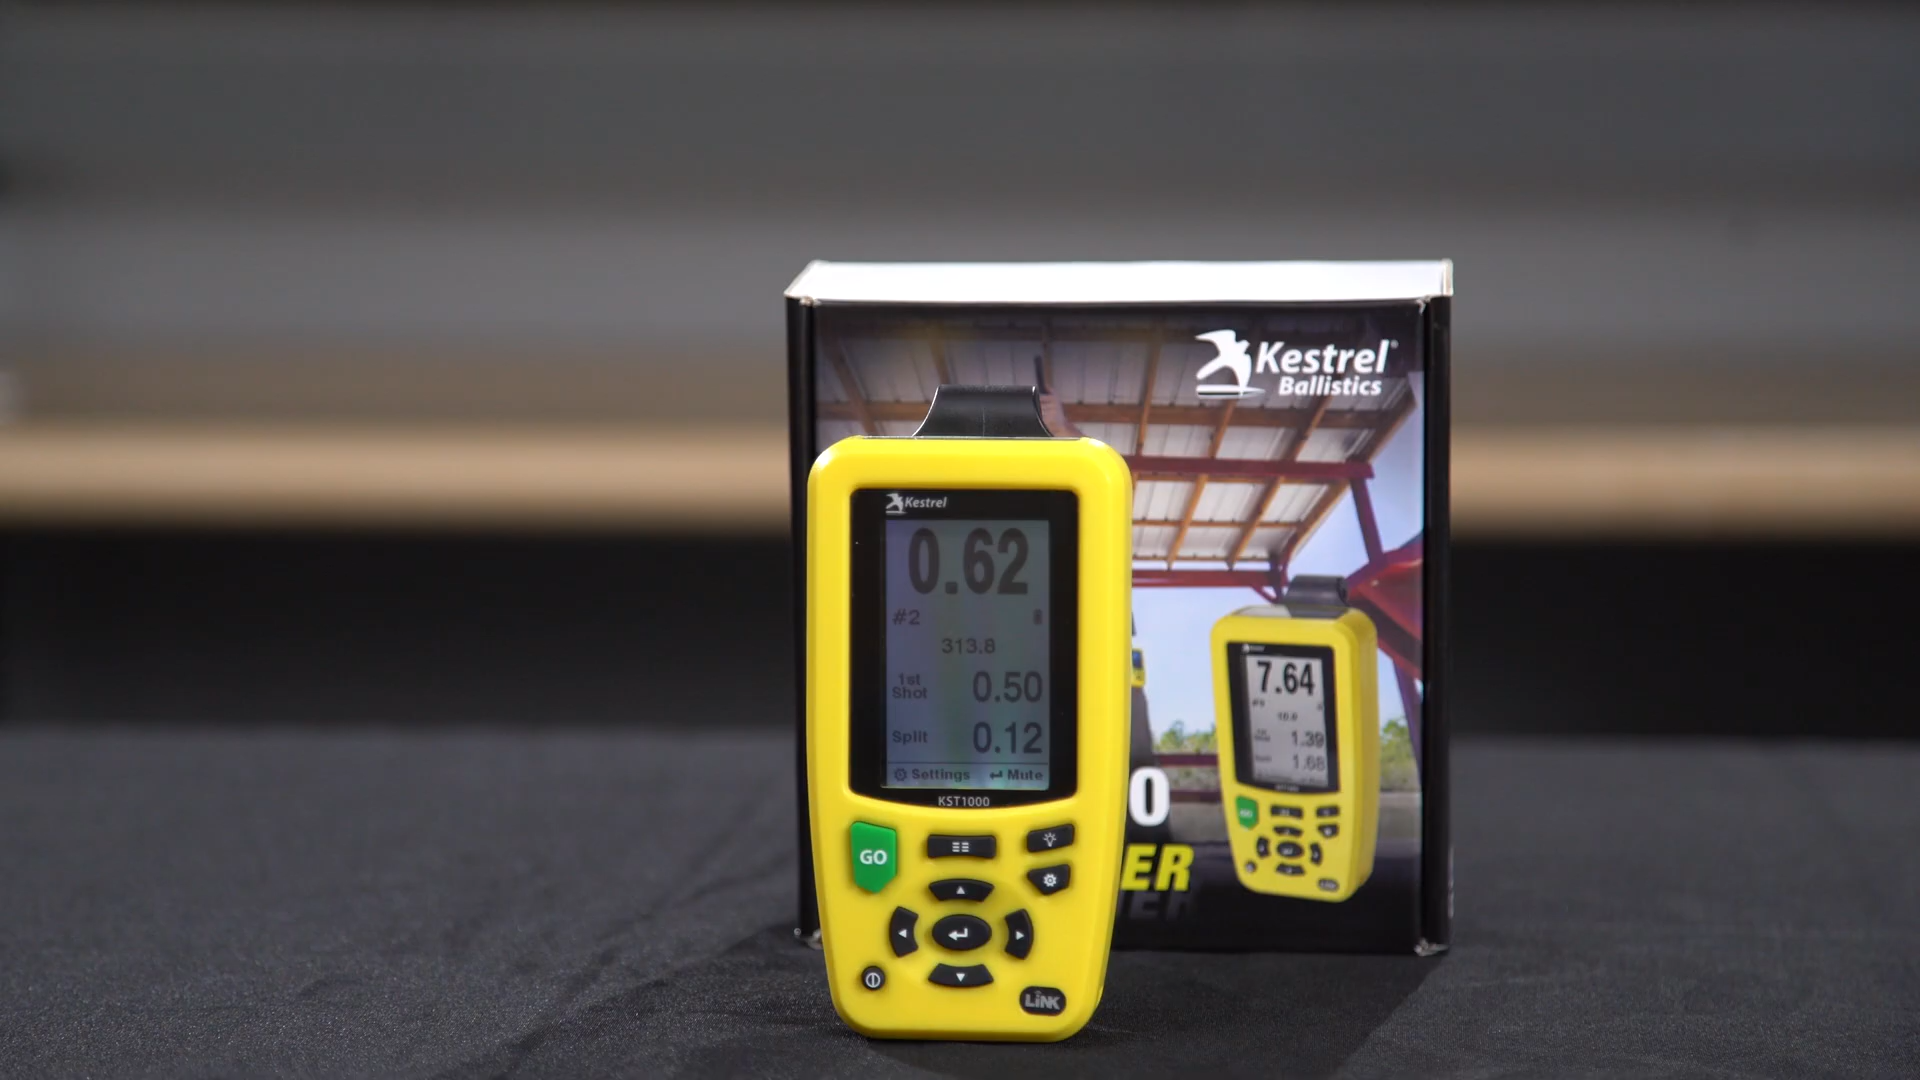 Kestrel
Ballistics
Kestrel
0.62
#2
313.8
1st
Shot
0.50
Split
0.12
Settings
Mute
KST1000
GO
LiNK
7.64
1.39
1.68
GO
0
ER